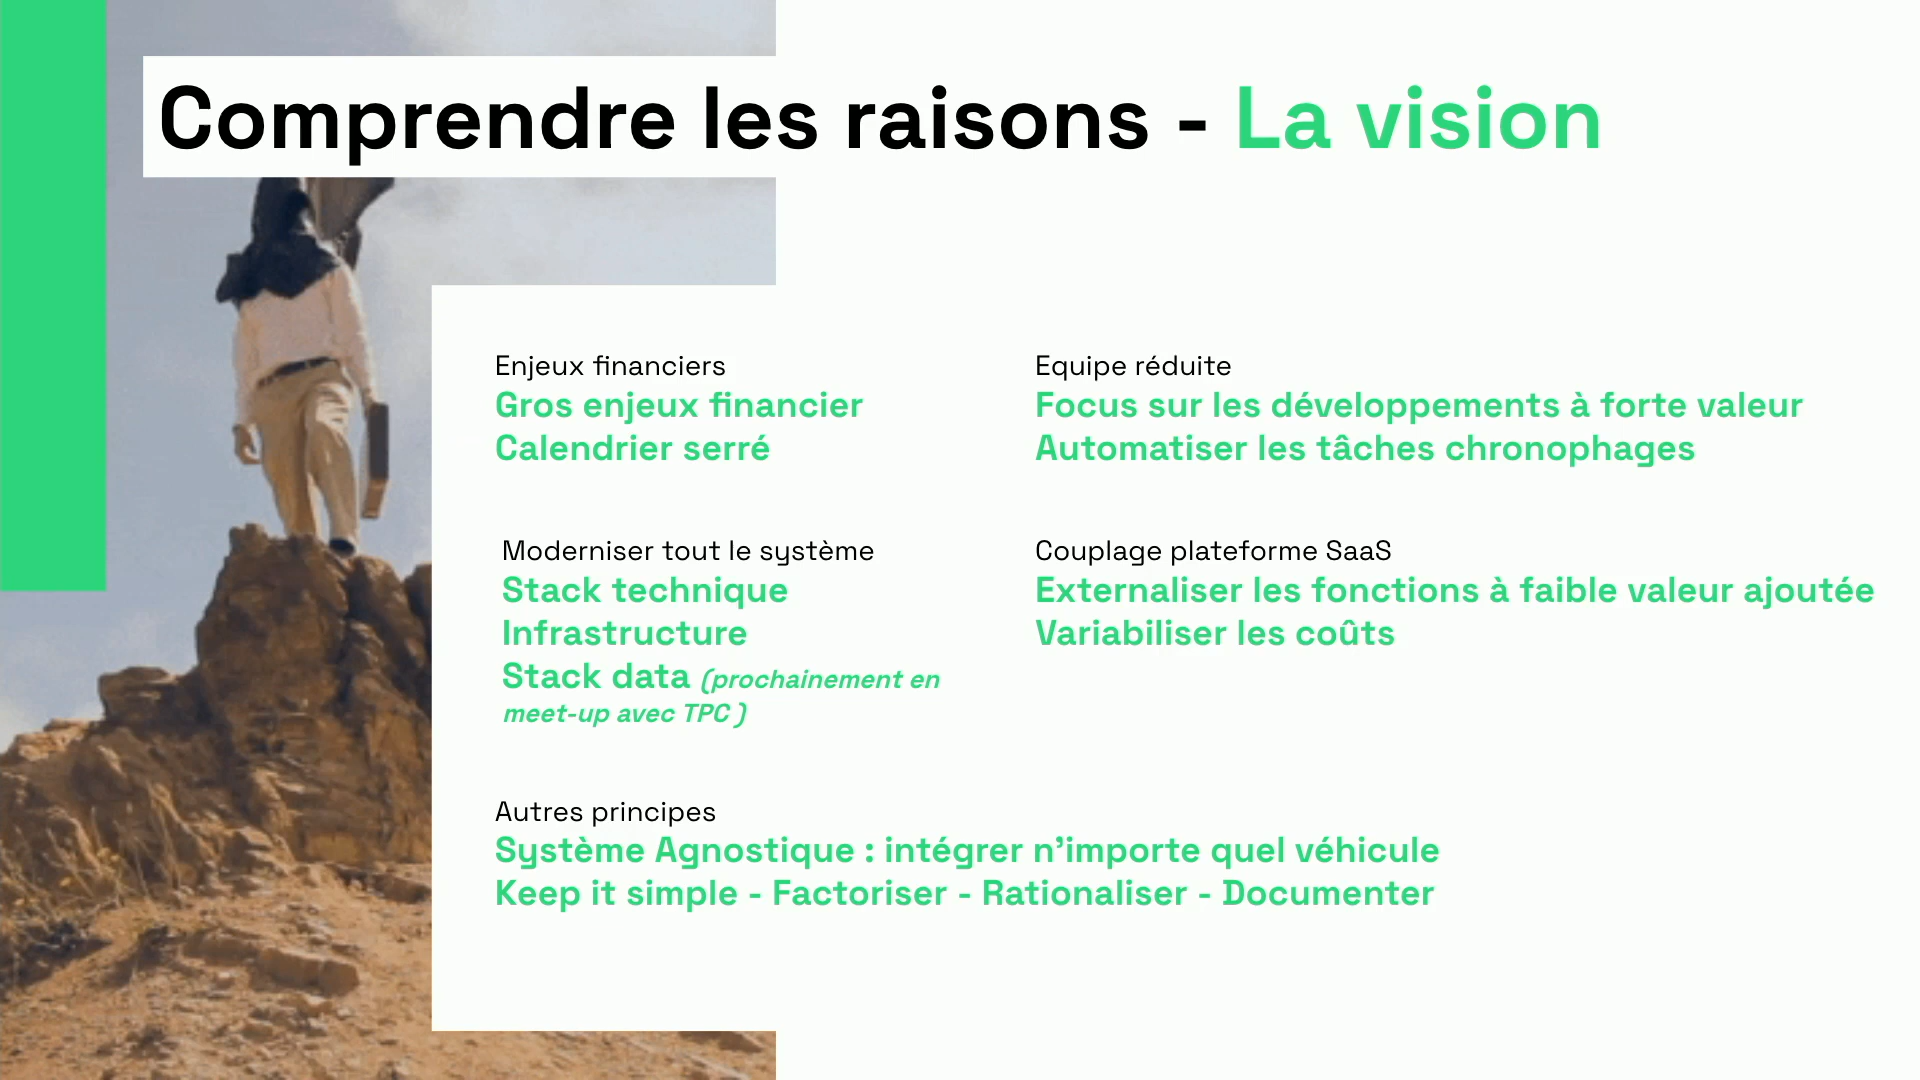 Comprendre les raisons - La vision
Enjeux financiers
Gros enjeux financier
Calendrier serré
Equipe réduite
Focus sur les développements à forte valeur
Automatiser les tâches chronophages
Moderniser tout le système
Stack technique
Infrastructure
Stack data (prochainement en
meet-up avec TPC )
Couplage plateforme SaaS
Externaliser les fonctions à faible valeur ajoutée
Variabiliser les coûts
Autres principes
Système Agnostique : intégrer n’importe quel véhicule
Keep it simple - Factoriser - Rationaliser - Documenter